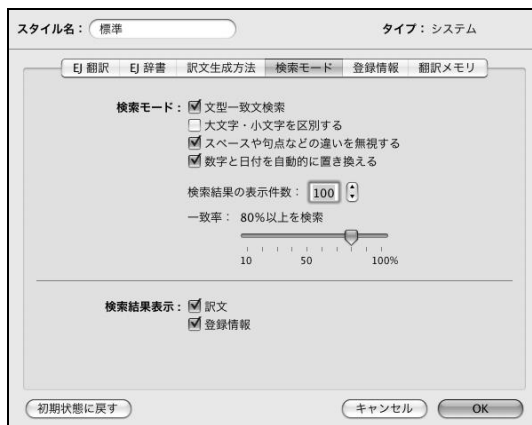 スタイル名： 標準 タイプ： システム
EJ 翻訳 EJ 辞書 訳文生成方法 検索モード 登録情報 翻訳メモリ
検索モード： 文型一致文検索
大文字・小文字を区別する
スペースや句点などの違いを無視する
数字と日付を自動的に置き換える
検索結果の表示件数： 100
一致率： 80%以上を検索
10 50 100%
検索結果表示： 訳文
登録情報
初期状態に戻す キャンセル OK